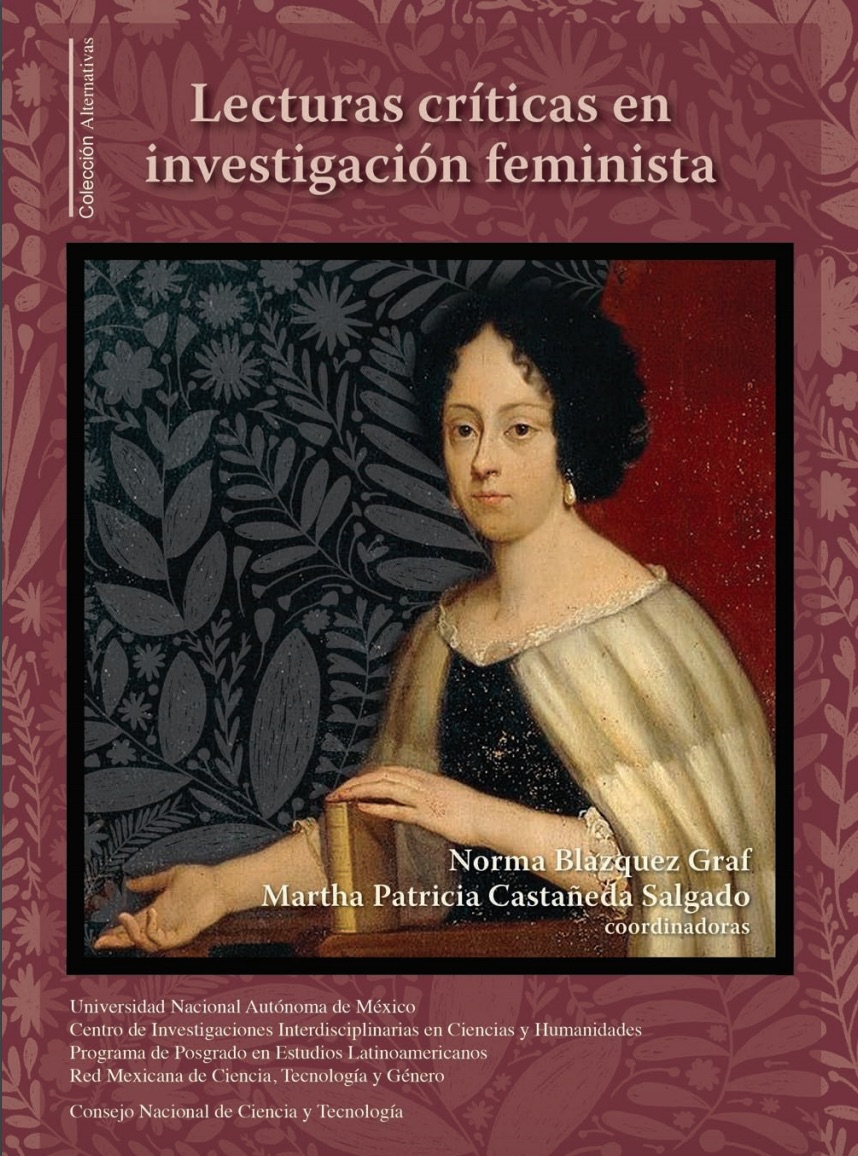 Colección Alternativas
Lecturas críticas en
investigación feminista
Norma Blazquez Graf
Martha Patricia Castañeda Salgado
coordinadoras
Universidad Nacional Autónoma de México
Centro de Investigaciones Interdisciplinarias en Ciencias y Humanidades
Programa de Posgrado en Estudios Latinoamericanos
Red Mexicana de Ciencia, Tecnología y Género
Consejo Nacional de Ciencia y Tecnología